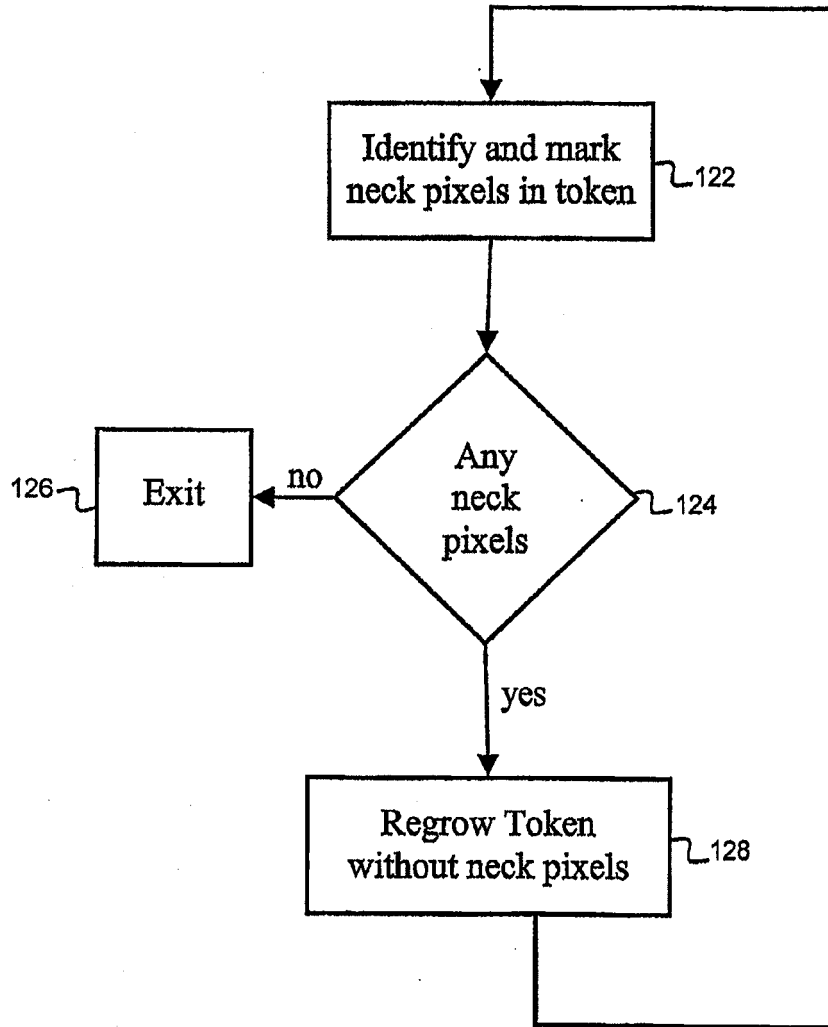 Identify and mark
neck pixels in token
122
Any
neck
pixels
124
no
Exit
126
yes
Regrow Token
without neck pixels
128